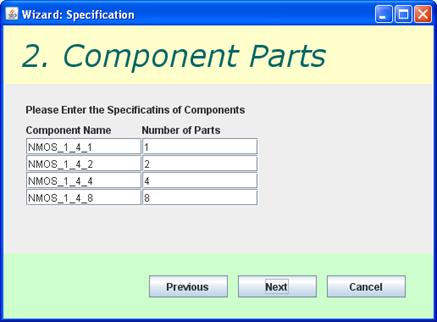 Wizard: Specification
2. Component Parts
Please Enter the Specificatins of Components
Component Name Number of Parts
NMOS_1_4_1 1
NMOS_1_4_2 2
NMOS_1_4_4 4
NMOS_1_4_8 8
Previous Next Cancel